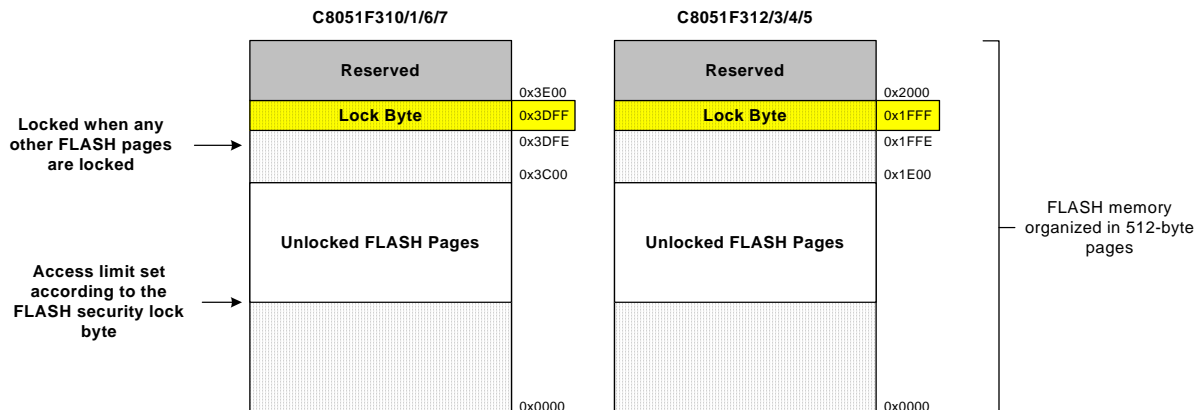 C8051F310/1/6/7
C8051F312/3/4/5
Reserved
Reserved
0x3E00
0x2000
Lock Byte
0x3DFF
Lock Byte
0x1FFF
Locked when any
other FLASH pages
are locked
0x3DFE
0x1FFE
0x3C00
0x1E00
Unlocked FLASH Pages
Unlocked FLASH Pages
FLASH memory
organized in 512-byte
pages
Access limit set
according to the
FLASH security lock
byte
0x0000
0x0000